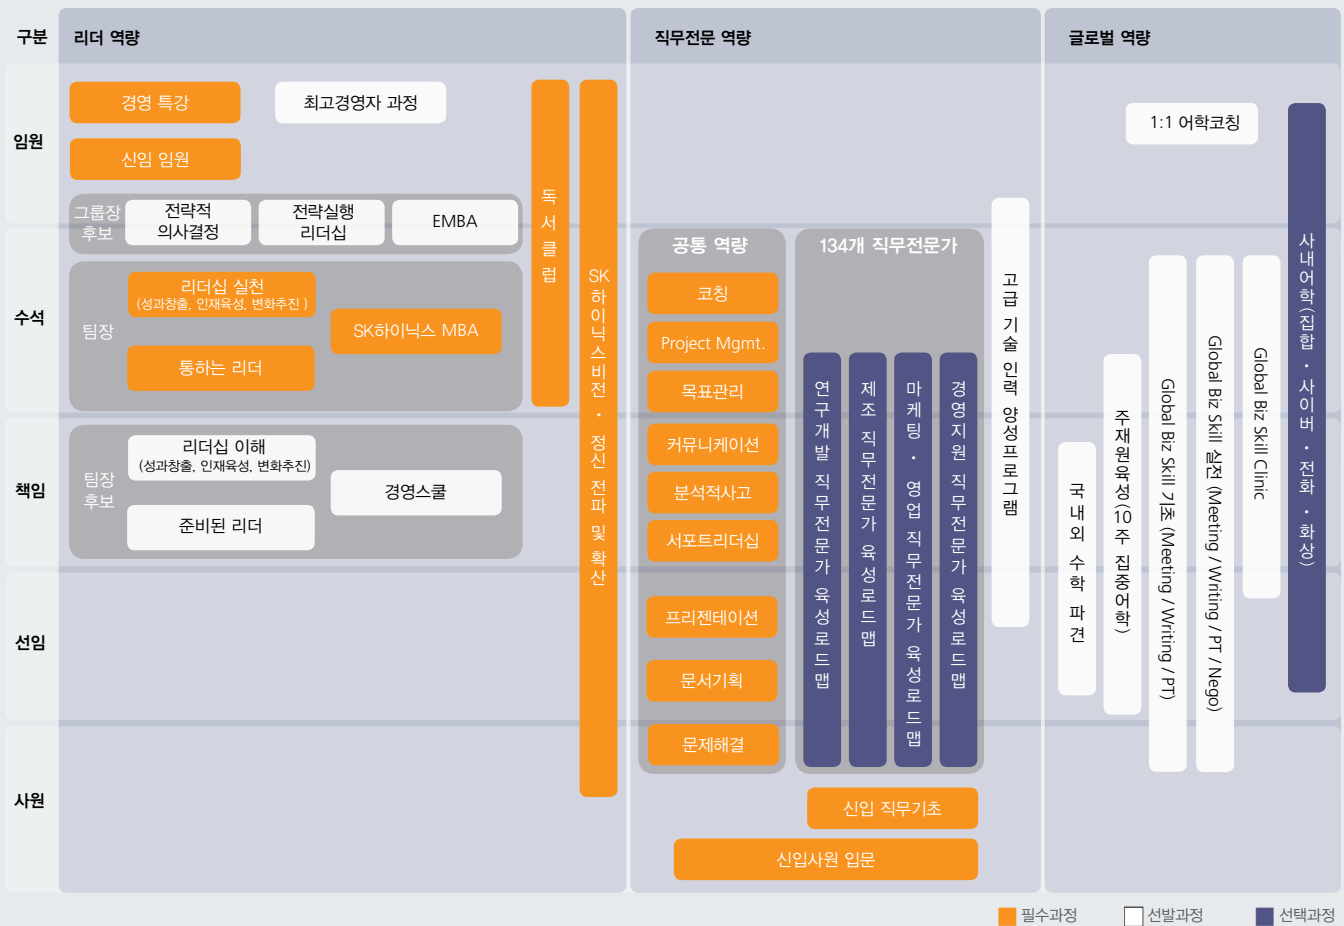 구분
리더 역량
직무전문 역량
글로벌 역량
임원
경영 특강
최고경영자 과정
신임 임원
그룹장
후보
전략적
의사결정
전략실행
리더십
EMBA
수석
팀장
리더십 실천
(성과창출, 인재육성, 변화추진 )
통하는 리더
SK하이닉스 MBA
책임
팀장
후보
리더십 이해
(성과창출, 인재육성, 변화추진)
준비된 리더
경영스쿨
선임
사원
독서클럽
SK하이닉스비전 · 정신 전파 및 확산
공통 역량
코칭
Project Mgmt.
목표관리
커뮤니케이션
분석적사고
서포트리더십
프리젠테이션
문서기획
문제해결
134개 직무전문가
연구개발 직무전문가 육성로드맵
제조 직무전문가 육성로드맵
마케팅 · 영업 직무전문가 육성로드맵
경영지원 직무전문가 육성로드맵
신입 직무기초
신입사원 입문
고급 기술 인력 양성프로그램
1:1 어학코칭
국내외 수학 파견
주재원육성(10주 집중어학)
Global Biz Skill 기초 (Meeting / Writing / PT)
Global Biz Skill 실전 (Meeting / Writing / PT / Nego)
Global Biz Skill Clinic
사내어학(집합 · 사이버 · 전화 · 화상)
필수과정
선발과정
선택과정